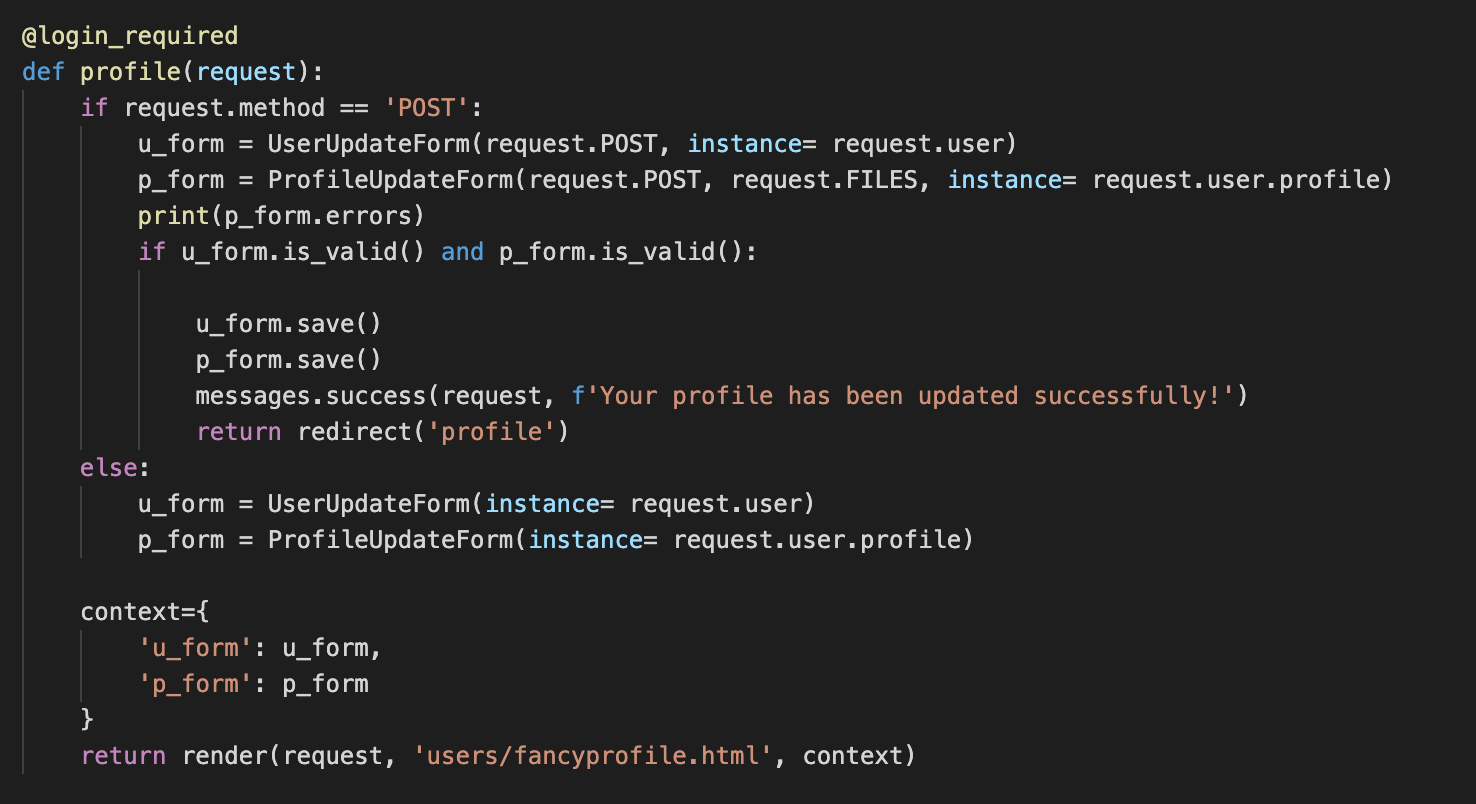 @login_required
def profile(request):
    if request.method == 'POST':
        u_form = UserUpdateForm(request.POST, instance= request.user)
        p_form = ProfileUpdateForm(request.POST, request.FILES, instance= request.user.profile)
        print(p_form.errors)
        if u_form.is_valid() and p_form.is_valid():

            u_form.save()
            p_form.save()
            messages.success(request, f'Your profile has been updated successfully!')
            return redirect('profile')
    else:
        u_form = UserUpdateForm(instance= request.user)
        p_form = ProfileUpdateForm(instance= request.user.profile)

    context={
        'u_form': u_form,
        'p_form': p_form
    }
    return render(request, 'users/fancyprofile.html', context)